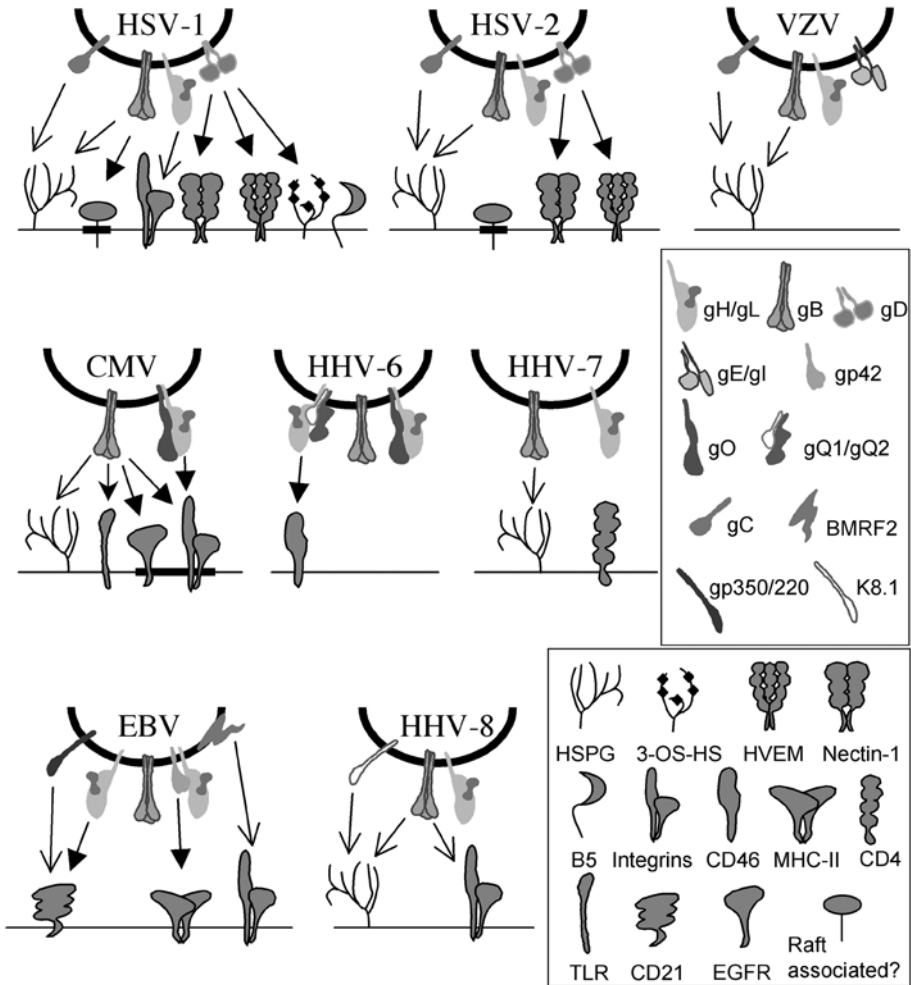 HSV-1 HSV-2 VZV
gH/gL gB gD
gE/gI gp42
gO gQ1/gQ2
gC BMRF2
gp350/220 K8.1
CMV HHV-6 HHV-7
HSPG 3-OS-HS HVEM Nectin-1
B5 Integrins CD46 MHC-II CD4
TLR CD21 EGFR Raft
associated?
EBV HHV-8